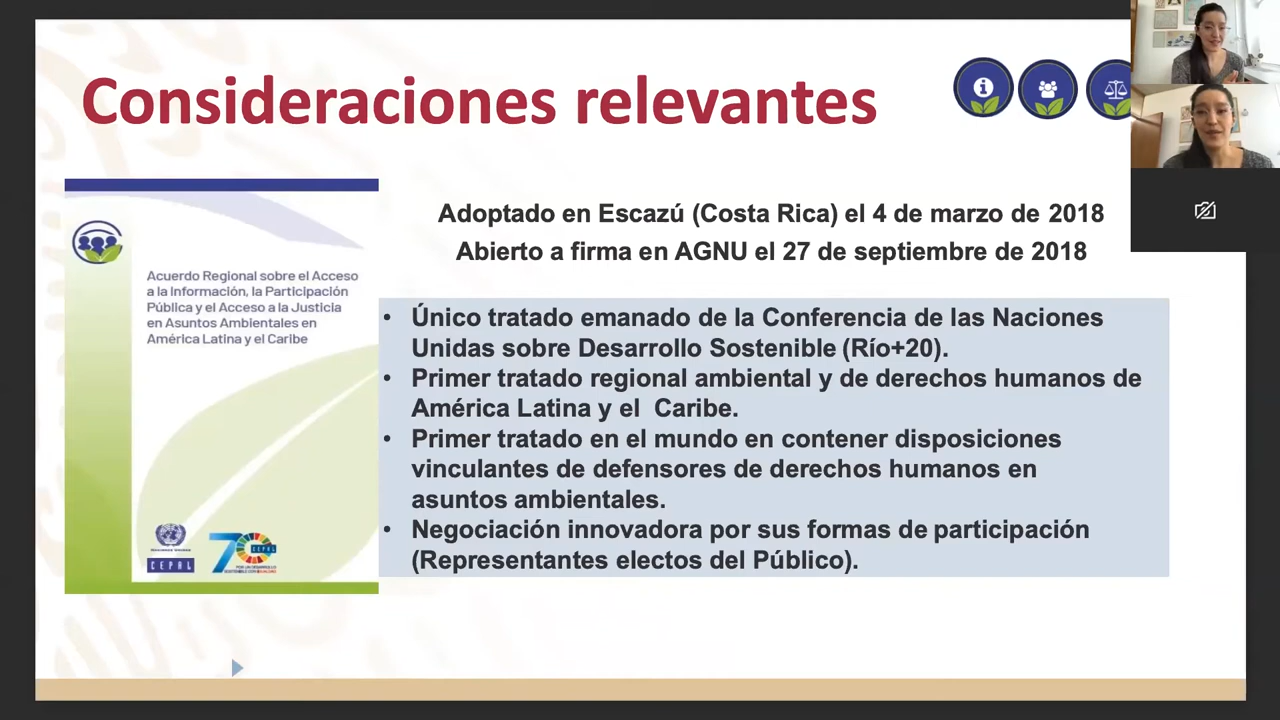 Consideraciones relevantes
Adoptado en Escazú (Costa Rica) el 4 de marzo de 2018
Abierto a firma en AGNU el 27 de septiembre de 2018
Acuerdo Regional sobre el Acceso
a la Información, la Participación
Pública y el Acceso a la Justicia
en Asuntos Ambientales en
América Latina y el Caribe
• Único tratado emanado de la Conferencia de las Naciones
Unidas sobre Desarrollo Sostenible (Río+20).
• Primer tratado regional ambiental y de derechos humanos de
América Latina y el Caribe.
• Primer tratado en el mundo en contener disposiciones
vinculantes de defensores de derechos humanos en
asuntos ambientales.
• Negociación innovadora por sus formas de participación
(Representantes electos del Público).
NACIONES UNIDAS
CEPAL
70
CEPAL